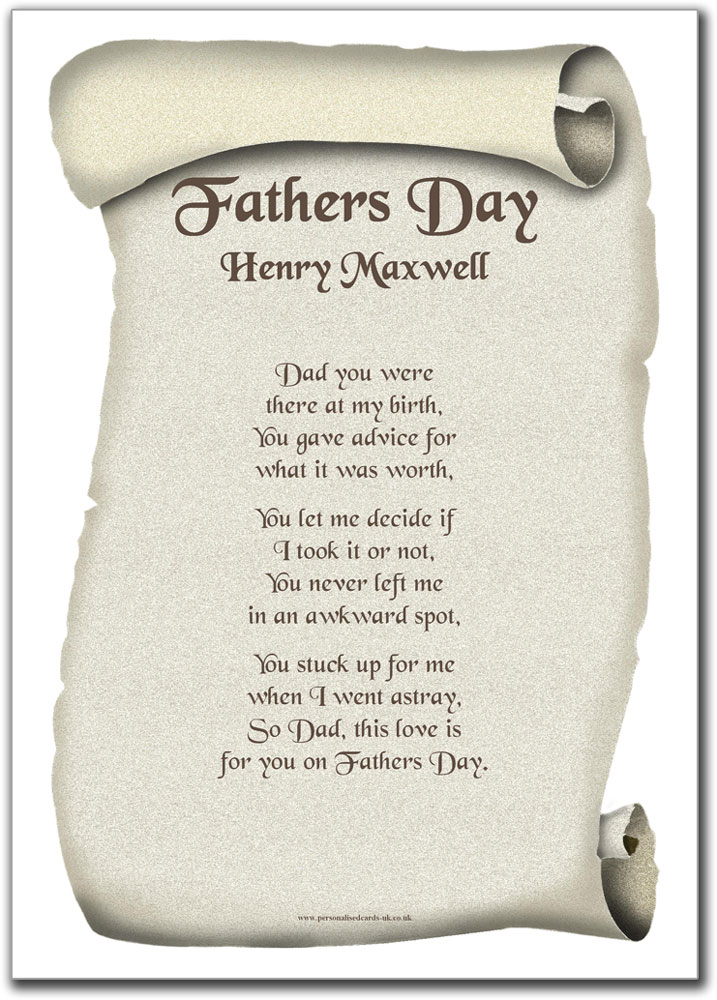 Fathers Day
Henry Maxwell
Dad you were
there at my birth,
You gave advice for
what it was worth,
You let me decide if
I took it or not,
You never left me
in an awkward spot,
You stuck up for me
when I went astray,
So Dad, this love is
for you on Fathers Day.
www.personalisedcards-uk.co.uk